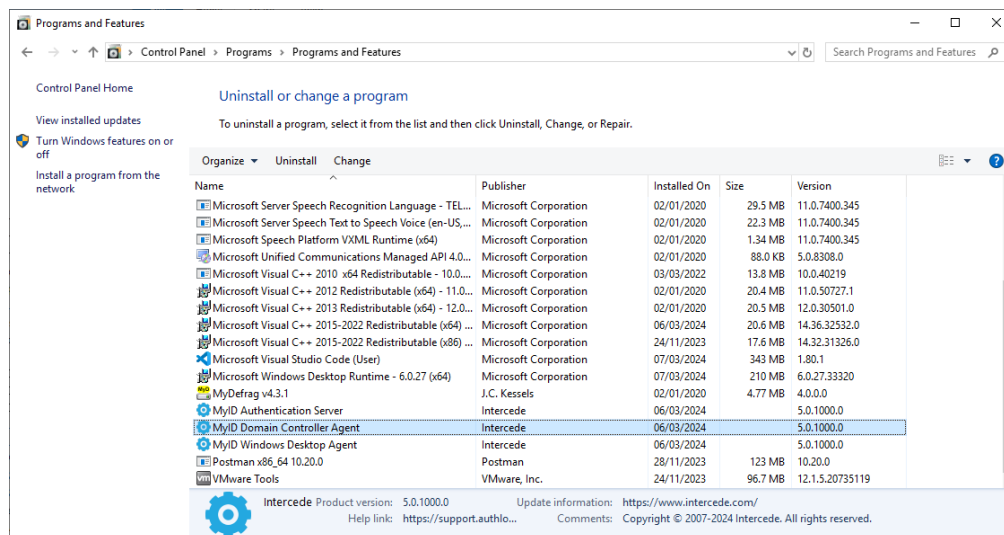 Programs and Features
Control Panel > Programs > Programs and Features
Search Programs and Features
Control Panel Home
View installed updates
Turn Windows features on or
off
Install a program from the
network
Uninstall or change a program
To uninstall a program, select it from the list and then click Uninstall, Change, or Repair.
Organize Uninstall Change
Name Publisher Installed On Size Version
Microsoft Server Speech Recognition Language - TEL... Microsoft Corporation 02/01/2020 29.5 MB 11.0.7400.345
Microsoft Server Speech Text to Speech Voice (en-US,... Microsoft Corporation 02/01/2020 22.3 MB 11.0.7400.345
Microsoft Speech Platform VXML Runtime (x64) Microsoft Corporation 02/01/2020 1.34 MB 11.0.7400.345
Microsoft Unified Communications Managed API 4.0... Microsoft Corporation 02/01/2020 88.0 KB 5.0.8308.0
Microsoft Visual C++ 2010 x64 Redistributable - 10.0.... Microsoft Corporation 03/03/2022 13.8 MB 10.0.40219
Microsoft Visual C++ 2012 Redistributable (x64) - 11.0... Microsoft Corporation 02/01/2020 20.4 MB 11.0.50727.1
Microsoft Visual C++ 2013 Redistributable (x64) - 12.0... Microsoft Corporation 02/01/2020 20.5 MB 12.0.30501.0
Microsoft Visual C++ 2015-2022 Redistributable (x64) ... Microsoft Corporation 06/03/2024 20.6 MB 14.36.32532.0
Microsoft Visual C++ 2015-2022 Redistributable (x86) ... Microsoft Corporation 24/11/2023 17.6 MB 14.32.31326.0
Microsoft Visual Studio Code (User) Microsoft Corporation 07/03/2024 343 MB 1.80.1
Microsoft Windows Desktop Runtime - 6.0.27 (x64) Microsoft Corporation 07/03/2024 210 MB 6.0.27.33320
MyDefrag v4.3.1 J.C. Kessels 02/01/2020 4.77 MB 4.0.0.0
MyID Authentication Server Intercede 06/03/2024 5.0.1000.0
MyID Domain Controller Agent Intercede 06/03/2024 5.0.1000.0
MyID Windows Desktop Agent Intercede 06/03/2024 5.0.1000.0
Postman x86_64 10.20.0 Postman 28/11/2023 123 MB 10.20.0
VMware Tools VMware, Inc. 24/11/2023 96.7 MB 12.1.5.20735119
Intercede Product version: 5.0.1000.0 Update information: https://www.intercede.com/
Help link: https://support.authlo... Comments: Copyright © 2007-2024 Intercede. All rights reserved.